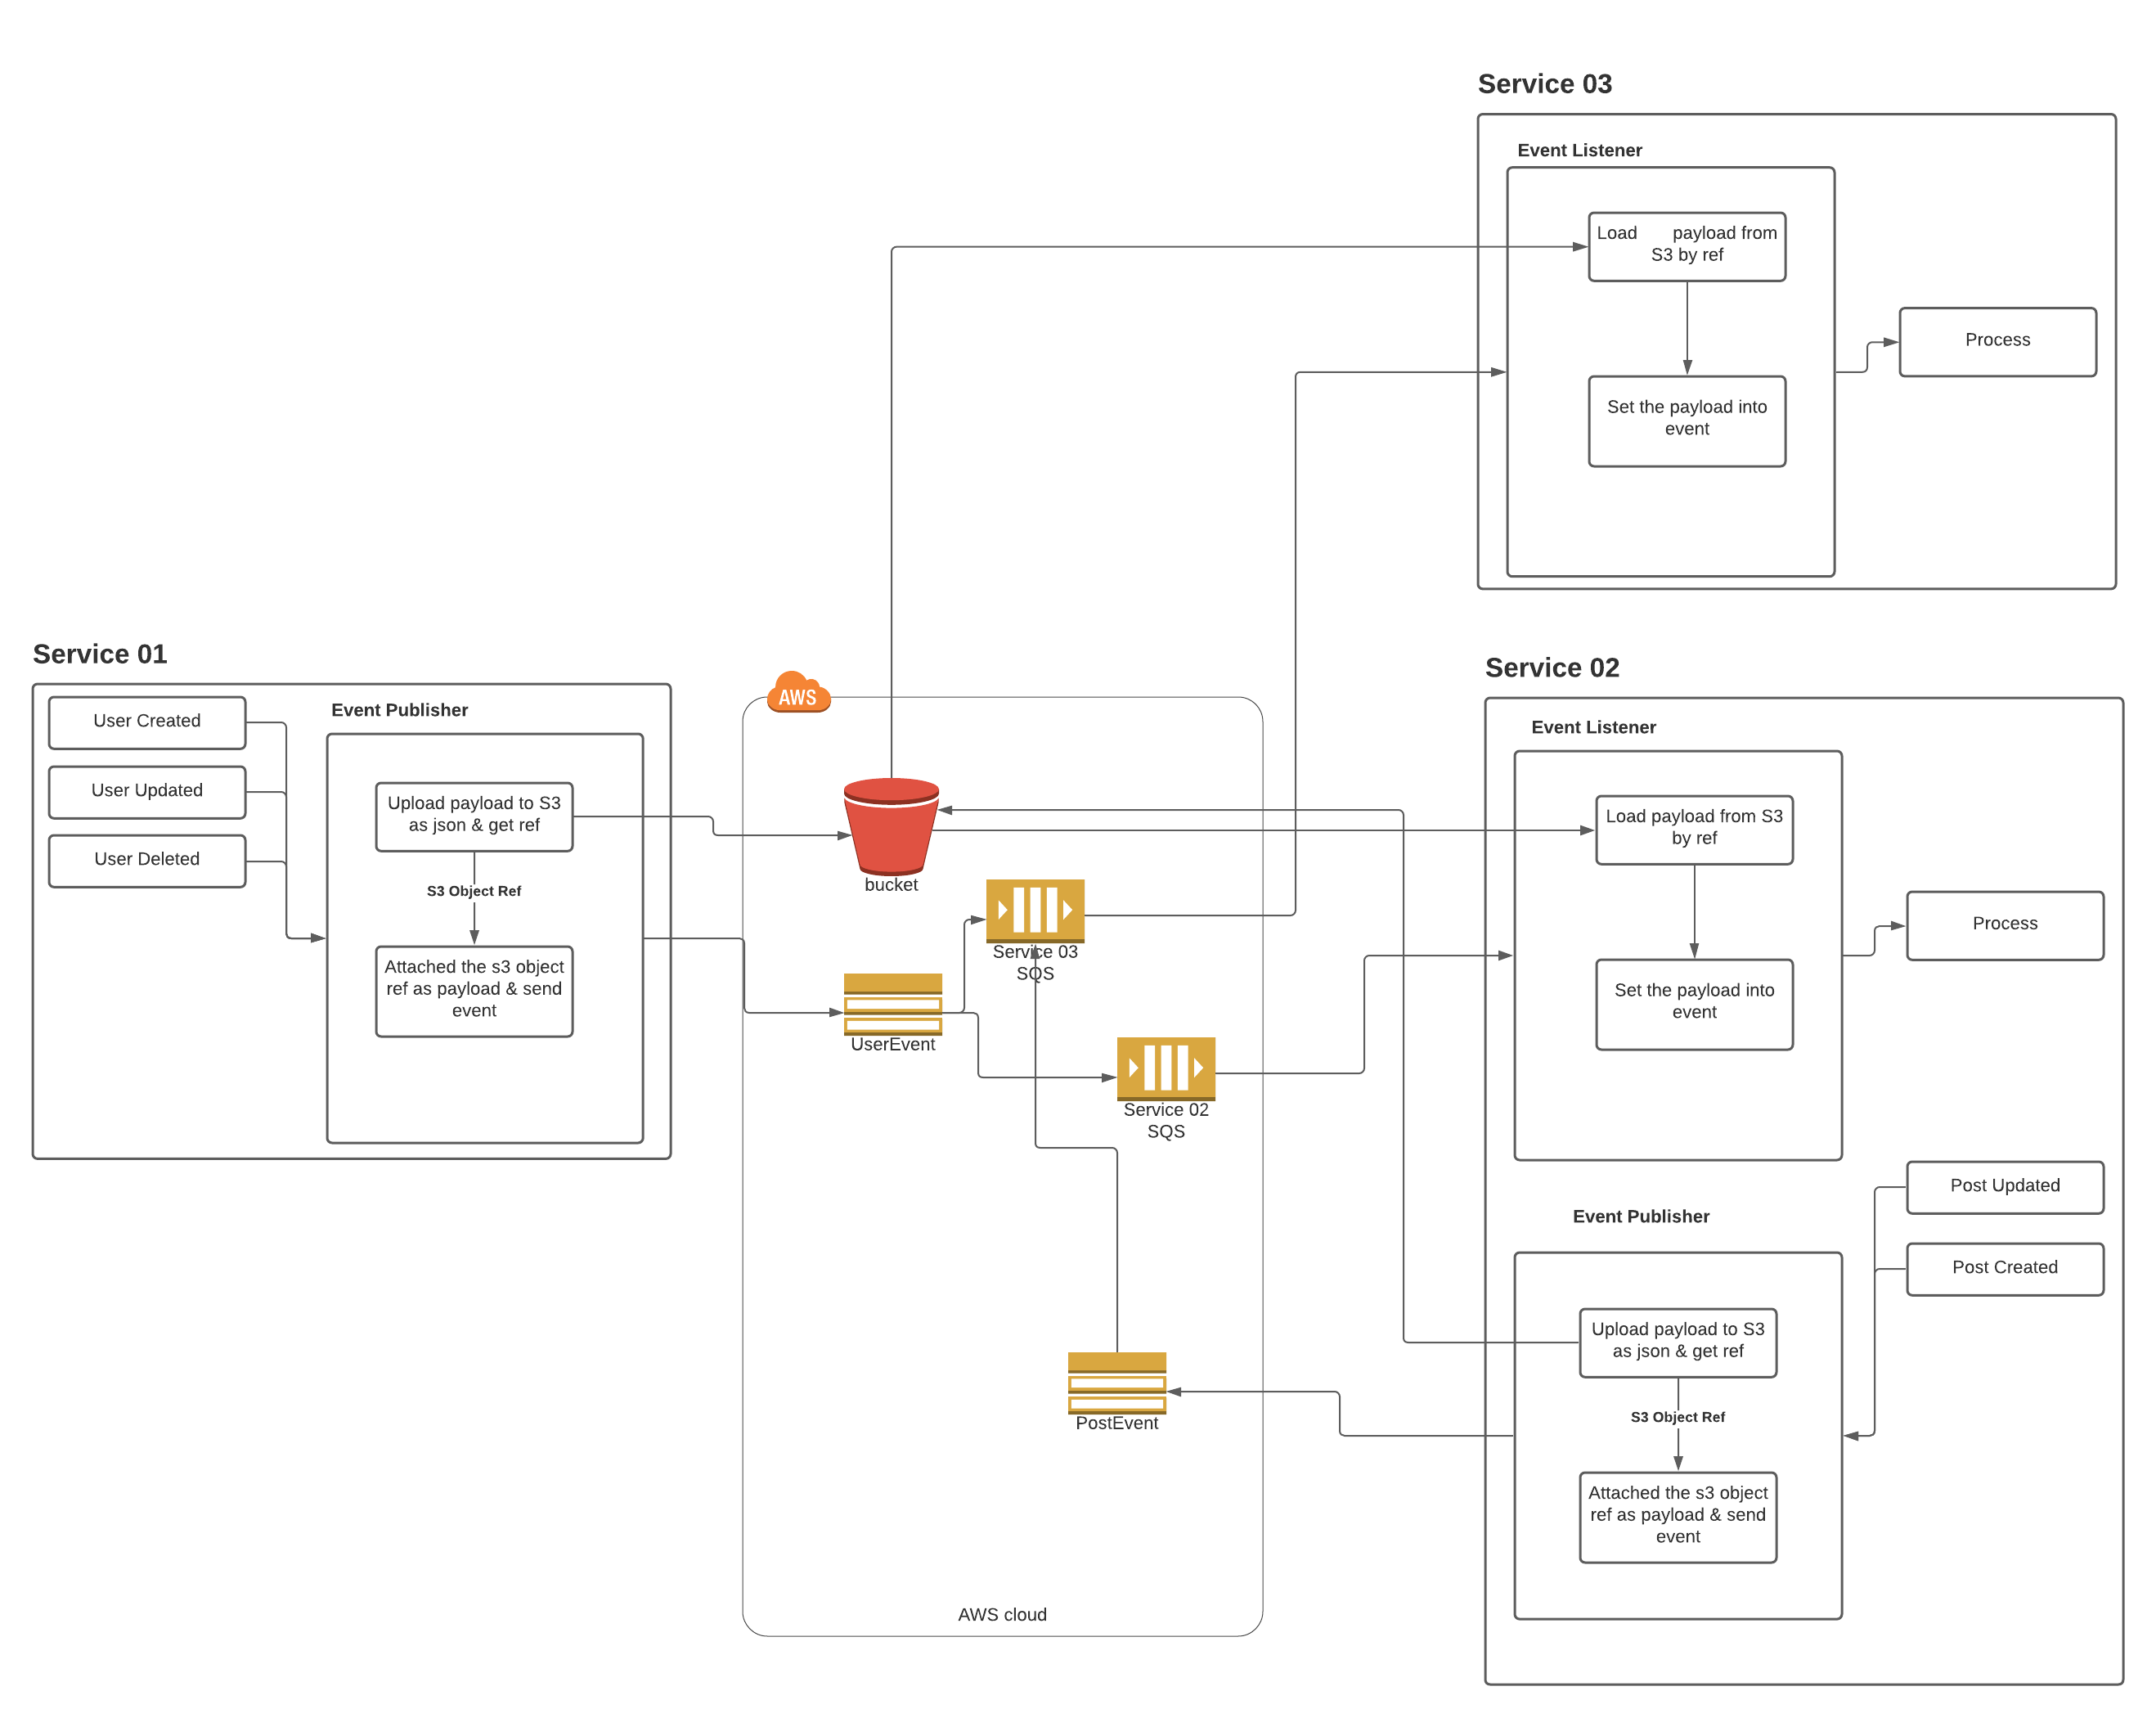 Service 03
Event Listener
Load payload from
S3 by ref
Process
Set the payload into
event
Service 01
User Created
User Updated
User Deleted
Event Publisher
Upload payload to S3
as json & get ref
S3 Object Ref
Attached the s3 object
ref as payload & send
event
AWS
bucket
Service 03
SQS
UserEvent
Service 02
SQS
PostEvent
AWS cloud
Service 02
Event Listener
Load payload from S3
by ref
Process
Set the payload into
event
Post Updated
Event Publisher
Post Created
Upload payload to S3
as json & get ref
S3 Object Ref
Attached the s3 object
ref as payload & send
event